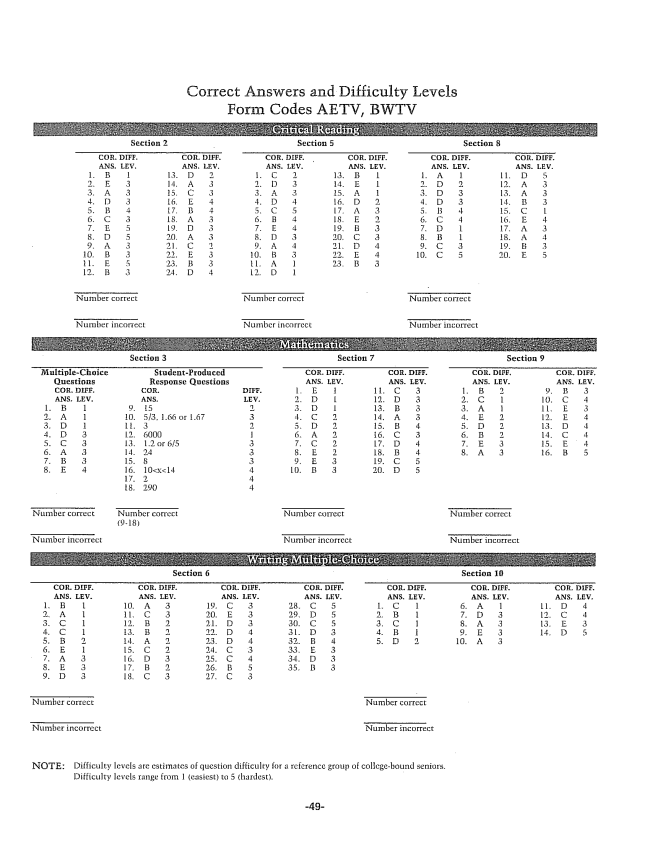 Correct Answers and Difficulty Levels
Form Codes AETV, BWTV
Critical Reading
Section 2 Section 5 Section 8
COR. DIFF. COR. DIFF. COR. DIFF. COR. DIFF. COR. DIFF. COR. DIFF.
ANS. LEV. ANS. LEV. ANS. LEV. ANS. LEV. ANS. LEV. ANS. LEV.
1. B 1 13. D 2 1. C 2 13. B 1 1. A 1 11. D 5
2. E 3 14. A 3 2. D 3 14. E 1 2. D 2 12. A 3
3. A 3 15. C 3 3. A 3 15. A 1 3. D 3 13. A 3
4. D 3 16. E 4 4. D 4 16. D 2 4. D 3 14. B 3
5. B 4 17. B 4 5. C 5 17. A 3 5. B 4 15. C 1
6. C 3 18. A 3 6. B 4 18. E 2 6. C 4 16. E 4
7. E 5 19. D 3 7. E 4 19. B 3 7. D 1 17. A 3
8. D 5 20. A 3 8. D 3 20. C 3 8. B 1 18. A 4
9. A 3 21. C 2 9. A 4 21. D 4 9. C 3 19. B 3
10. B 3 22. E 3 10. B 3 22. E 4 10. C 5 20. E 5
11. E 5 23. B 3 11. A 1 23. B 3
12. B 3 24. D 4 12. D 1
Number correct Number correct Number correct
Number incorrect Number incorrect Number incorrect
Mathematics
Section 3 Section 7 Section 9
Multiple-Choice Student-Produced COR. DIFF. COR. DIFF. COR. DIFF. COR. DIFF.
Questions Response Questions ANS. LEV. ANS. LEV. ANS. LEV. ANS. LEV.
COR. DIFF. COR. DIFF. 1. E 1 11. C 3 1. B 2 9. B 3
ANS. LEV. ANS. LEV. 2. D 1 12. D 3 2. C 1 10. C 4
1. B 1 9. 15 2 3. D 1 13. B 3 3. A 1 11. E 3
2. A 1 10. 5/3, 1.66 or 1.67 3 4. C 2 14. A 3 4. E 2 12. E 4
3. D 1 11. 3 2 5. D 2 15. B 4 5. D 2 13. D 4
4. D 3 12. 6000 1 6. A 2 16. C 3 6. B 2 14. C 4
5. C 3 13. 1.2 or 6/5 3 7. C 2 17. D 4 7. E 3 15. E 4
6. A 3 14. 24 3 8. E 2 18. B 4 8. A 3 16. B 5
7. B 3 15. 8 3 9. E 3 19. C 5
8. E 4 16. 10<x<14 4 10. B 3 20. D 5
17. 2 4
18. 290 4
Number correct Number correct Number correct Number correct
(9-18)
Number incorrect Number incorrect Number incorrect
Writing Multiple-Choice
Section 6 Section 10
COR. DIFF. COR. DIFF. COR. DIFF. COR. DIFF. COR. DIFF. COR. DIFF. COR. DIFF.
ANS. LEV. ANS. LEV. ANS. LEV. ANS. LEV. ANS. LEV. ANS. LEV. ANS. LEV.
1. B 1 10. A 3 19. C 3 28. C 5 1. C 1 6. A 1 11. D 4
2. A 1 11. C 3 20. E 3 29. D 5 2. B 1 7. D 3 12. C 4
3. C 1 12. B 2 21. D 3 30. C 5 3. C 1 8. A 3 13. E 3
4. C 1 13. B 2 22. D 4 31. D 3 4. B 1 9. E 3 14. D 5
5. B 2 14. A 2 23. D 4 32. B 4 5. D 2 10. A 3
6. E 1 15. C 2 24. C 3 33. E 3
7. A 3 16. D 3 25. C 4 34. D 3
8. E 3 17. B 2 26. B 5 35. B 3
9. D 3 18. C 3 27. C 3
Number correct Number correct
Number incorrect Number incorrect
NOTE: Difficulty levels are estimates of question difficulty for a reference group of college-bound seniors.
Difficulty levels range from 1 (easiest) to 5 (hardest).
-49-